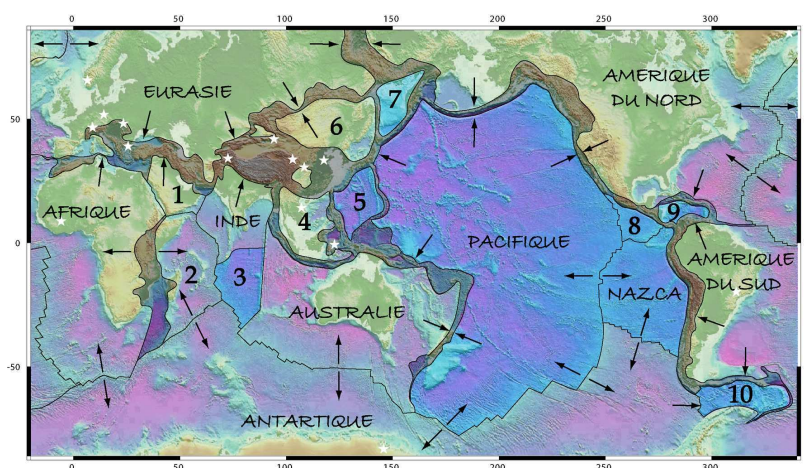 0 50 100 150 200 250 300
50
0
-50
EURASIE
AMERIQUE
DU NORD
7
6
1
AFRIQUE
INDE
4
5
9
8
PACIFIQUE
AMERIQUE
DU SUD
2
3
NAZCA
AUSTRALIE
10
ANTARTIQUE
0 50 100 150 200 250 300